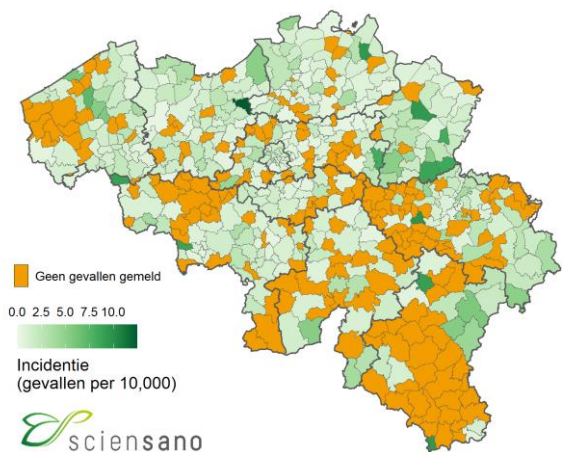 Geen gevallen gemeld
0.0 2.5 5.0 7.5 10.0
Incidentie
(gevallen per 10,000)
sciensano